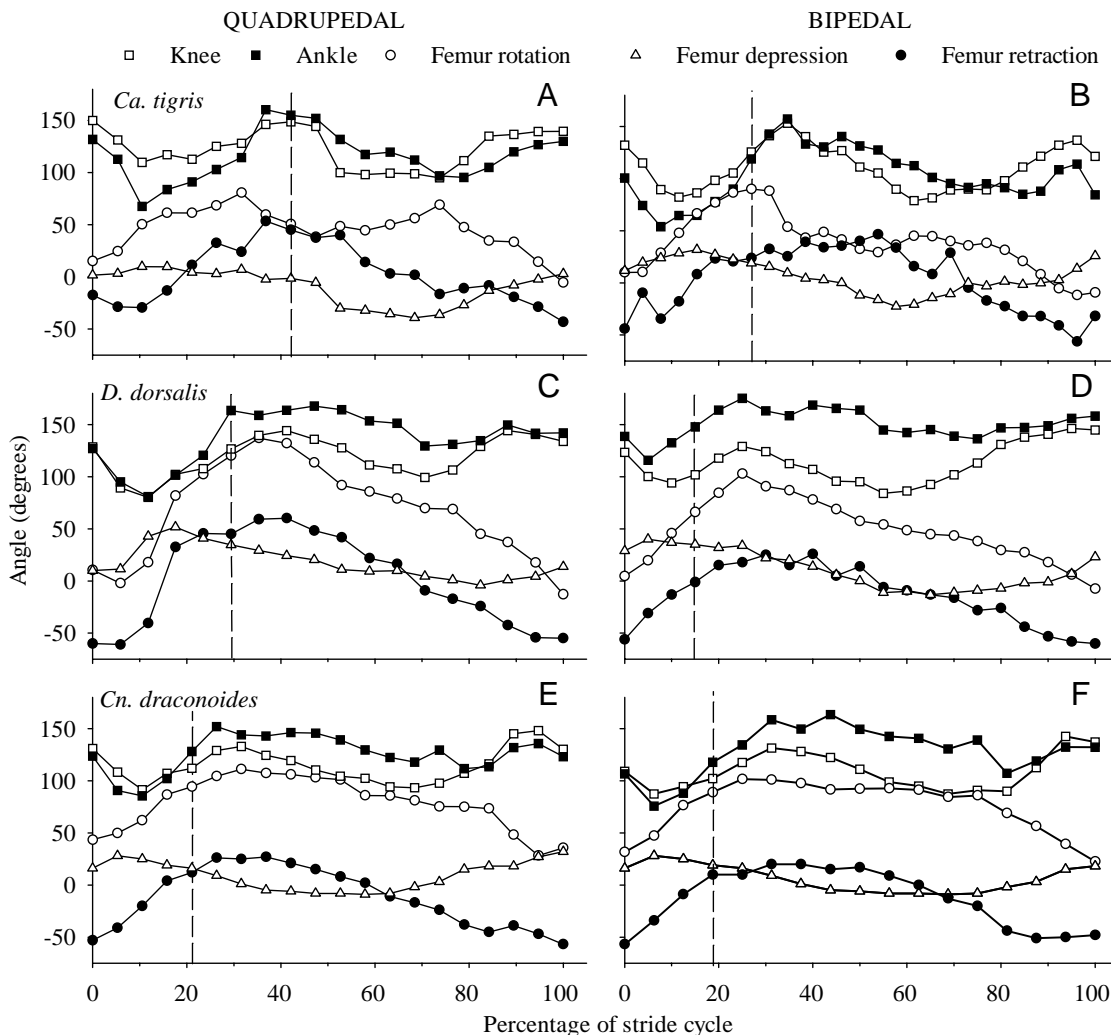 QUADRUPEDAL BIPEDAL
Knee Ankle Femur rotation Femur depression Femur retraction
Ca. tigris A B
150
100
50
0
-50
D. dorsalis C D
150
100
50
0
-50
Angle (degrees)
Cn. draconoides E F
150
100
50
0
-50
0 20 40 60 80 100 0 20 40 60 80 100
Percentage of stride cycle